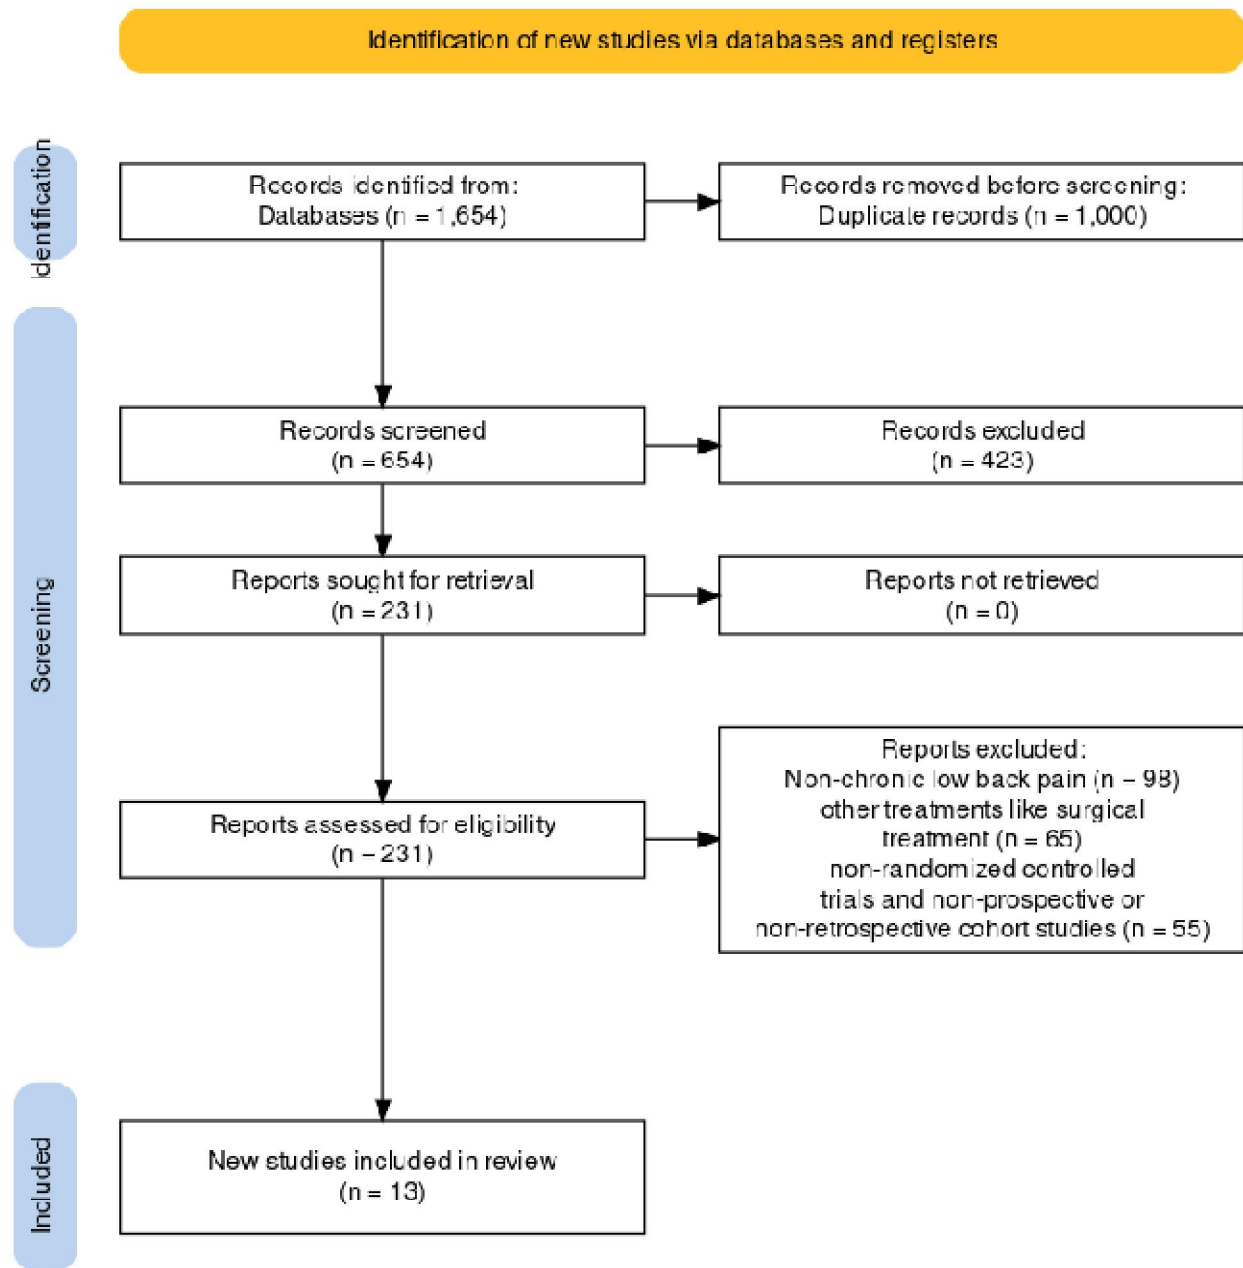 Identification of new studies via databases and registers
Identification
Records identified from:
Databases (n = 1,654)
Records removed before screening:
Duplicate records (n = 1,000)
Screening
Records screened
(n = 654)
Records excluded
(n = 423)
Reports sought for retrieval
(n = 231)
Reports not retrieved
(n = 0)
Reports assessed for eligibility
(n – 231)
Reports excluded:
Non-chronic low back pain (n – 98)
other treatments like surgical
treatment (n = 65)
non-randomized controlled
trials and non-prospective or
non-retrospective cohort studies (n = 55)
Included
New studies included in review
(n = 13)